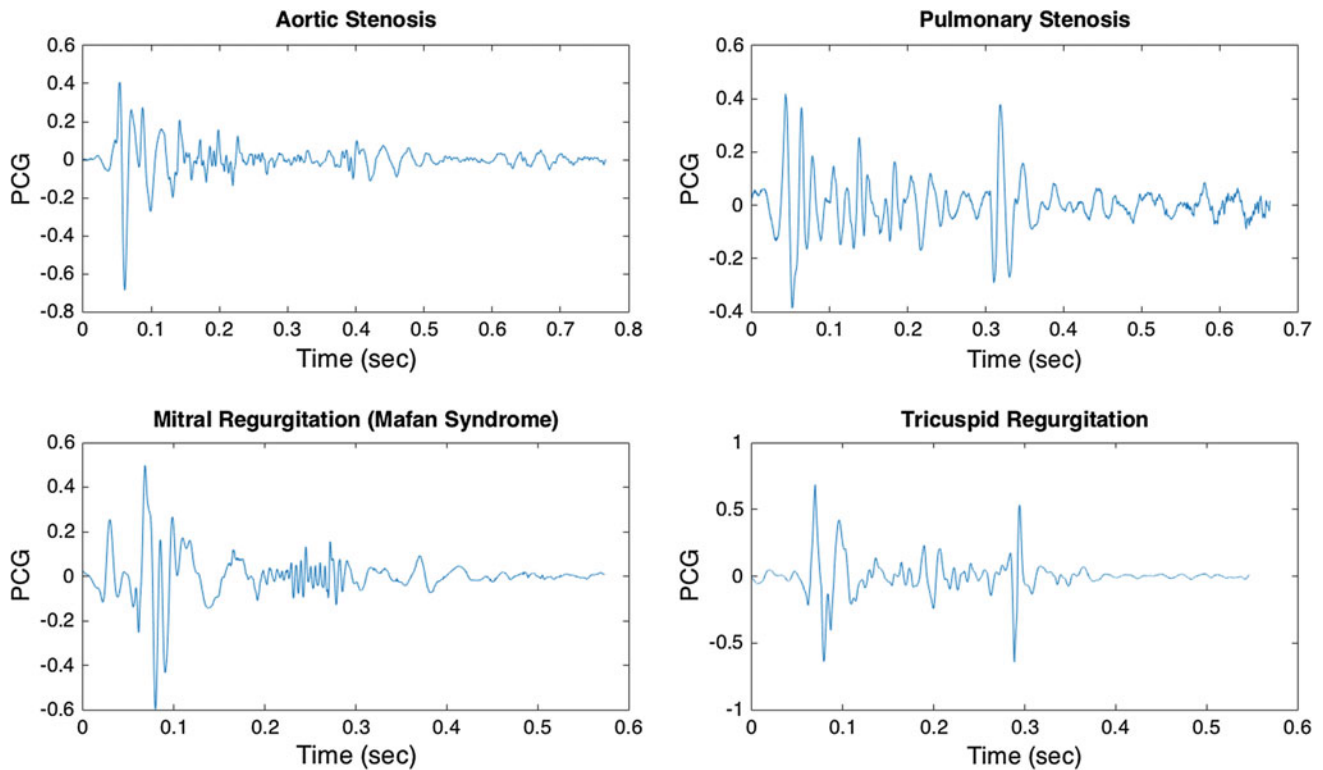 Aortic Stenosis
0.6
0.4
0.2
0
-0.2
-0.4
-0.6
-0.8
PCG
0 0.1 0.2 0.3 0.4 0.5 0.6 0.7 0.8
Time (sec)
Pulmonary Stenosis
0.6
0.4
0.2
0
-0.2
-0.4
PCG
0 0.1 0.2 0.3 0.4 0.5 0.6 0.7
Time (sec)
Mitral Regurgitation (Mafan Syndrome)
0.6
0.4
0.2
0
-0.2
-0.4
-0.6
PCG
0 0.1 0.2 0.3 0.4 0.5 0.6
Time (sec)
Tricuspid Regurgitation
1
0.5
0
-0.5
-1
PCG
0 0.1 0.2 0.3 0.4 0.5 0.6
Time (sec)